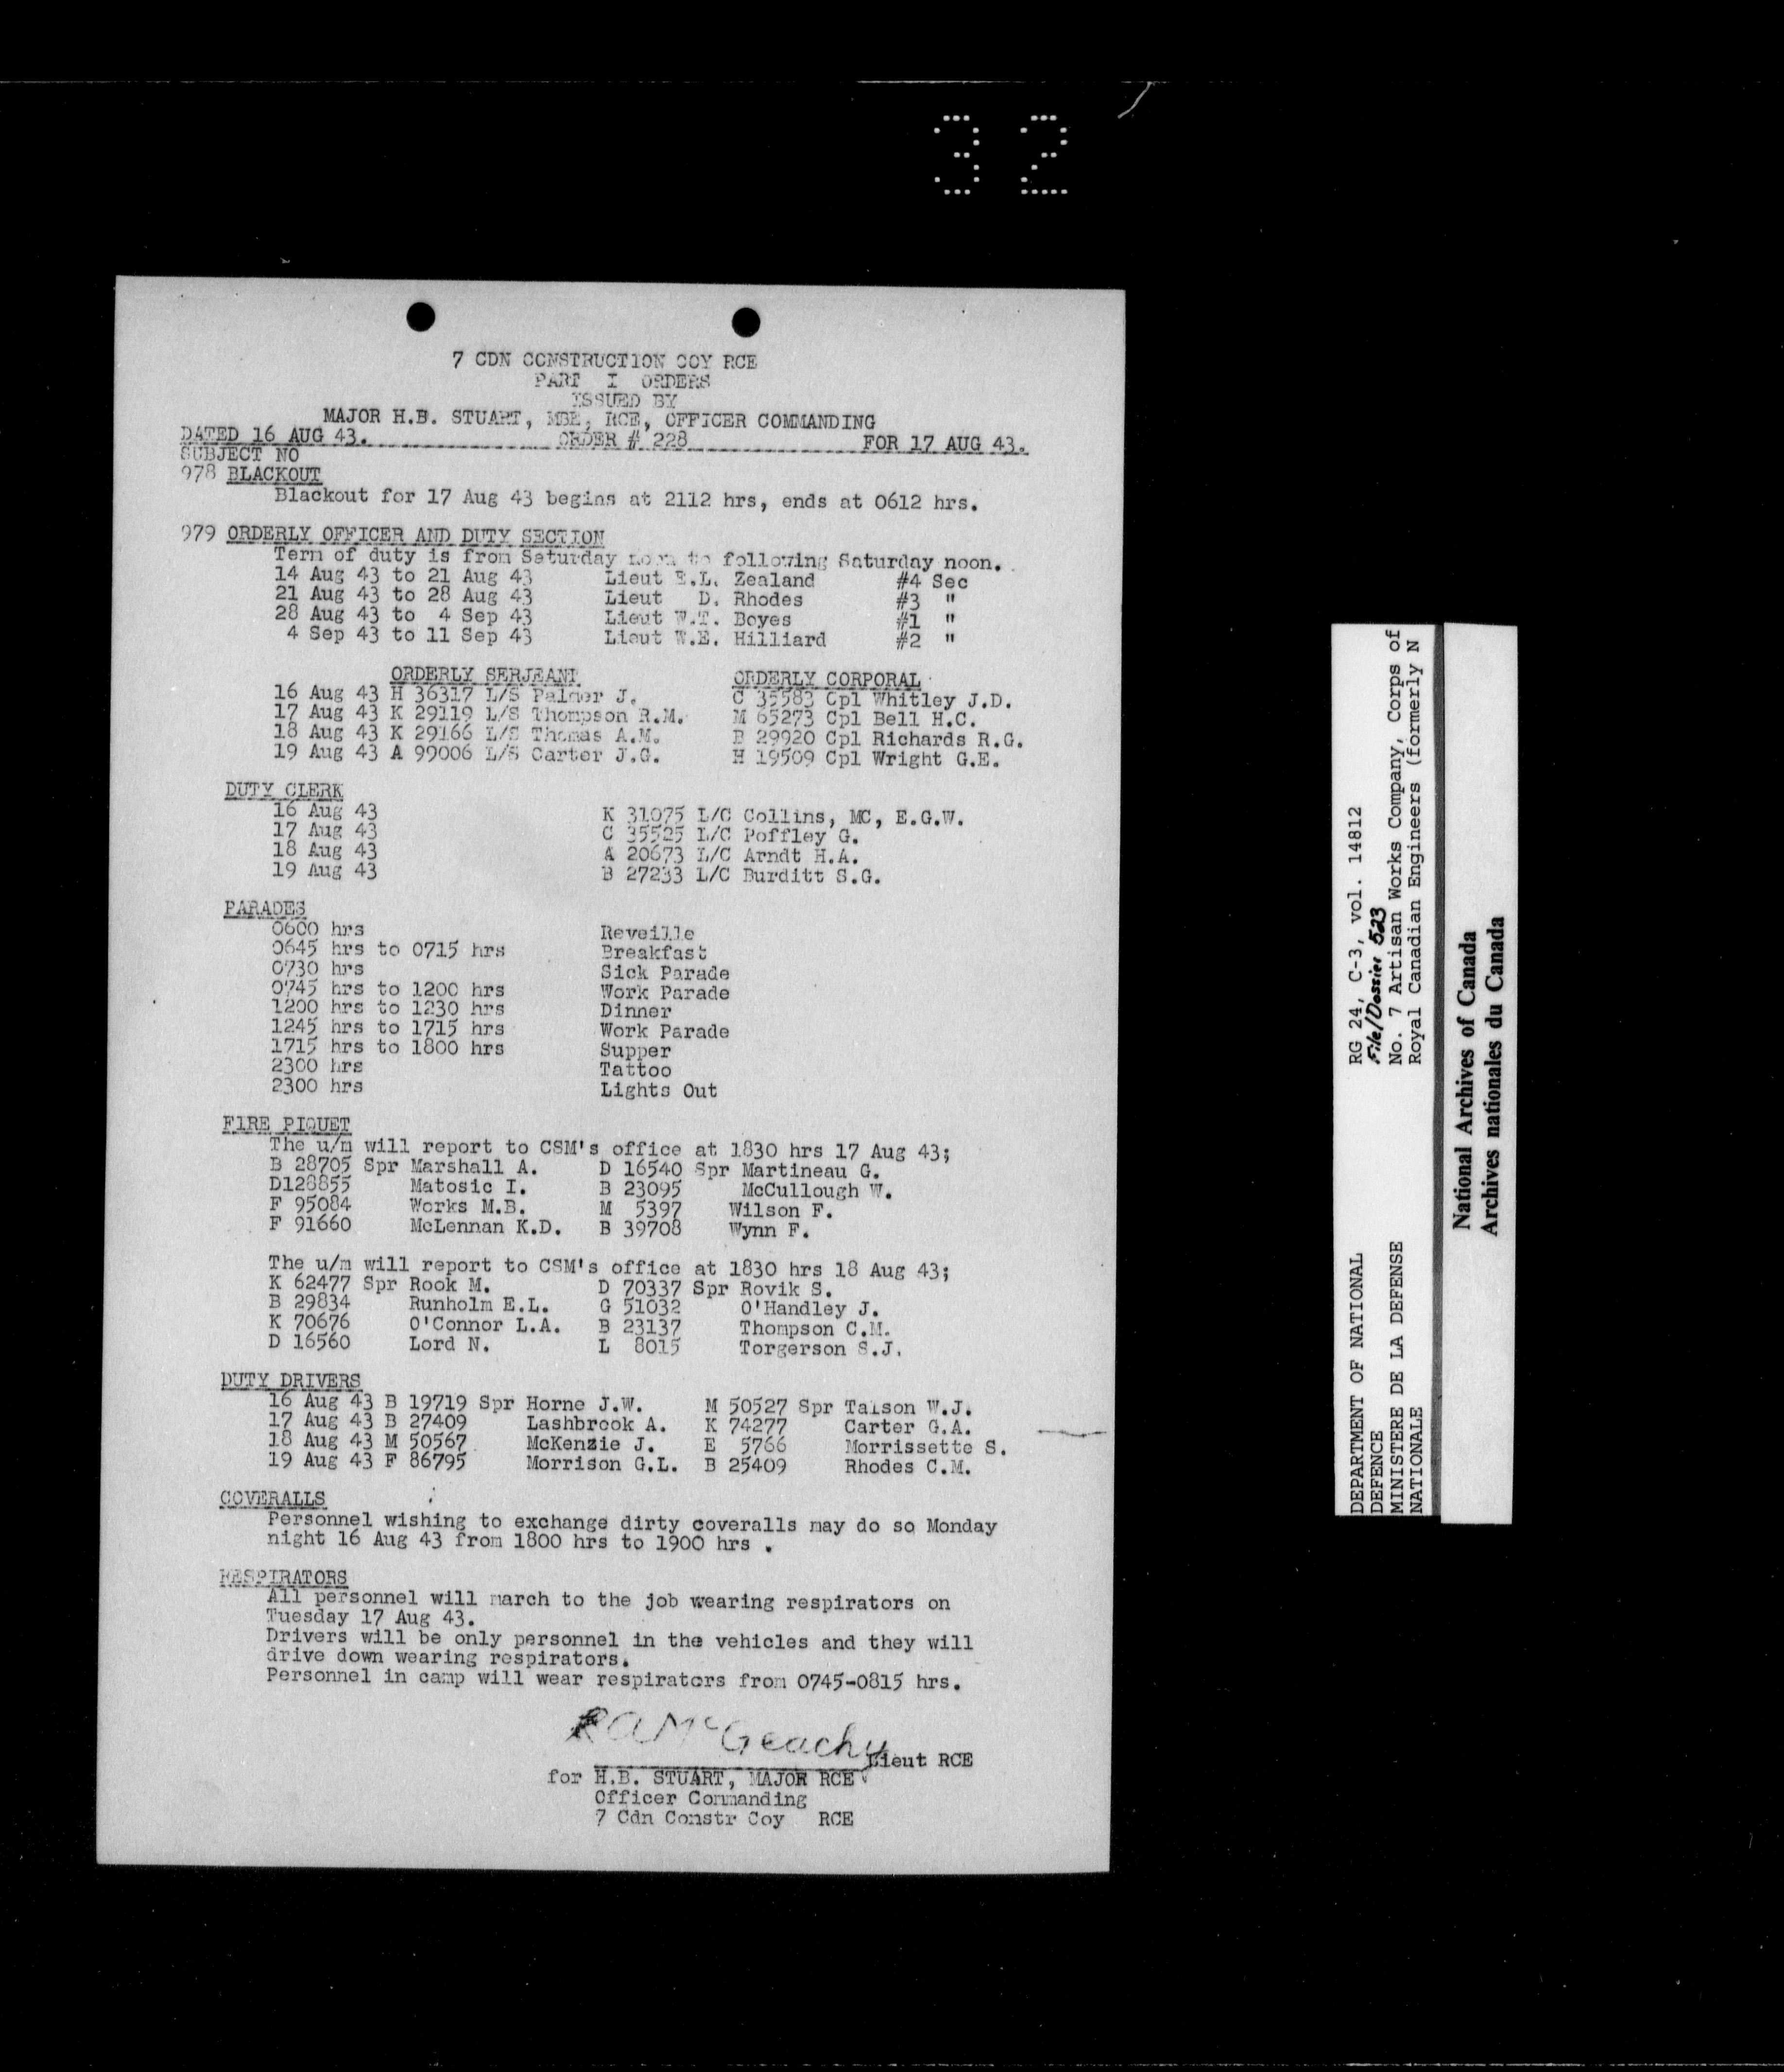 32
7 CDN CONSTRUCTION COY RCE
PART I ORDERS
ISSUED BY
MAJOR H.B. STUART, MBE, RCE, OFFICER COMMANDING
DATED 16 AUG 43. ORDER # 228 FOR 17 AUG 43.
SUBJECT NO
978 BLACKOUT
Blackout for 17 Aug 43 begins at 2112 hrs, ends at 0612 hrs.
979 ORDERLY OFFICER AND DUTY SECTION
Term of duty is from Saturday noon to following Saturday noon.
14 Aug 43 to 21 Aug 43 Lieut E.L. Zealand #4 Sec
21 Aug 43 to 28 Aug 43 Lieut D. Rhodes #3 "
28 Aug 43 to 4 Sep 43 Lieut W.T. Boyes #1 "
4 Sep 43 to 11 Sep 43 Lieut W.E. Hilliard #2 "
ORDERLY SERJEANT ORDERLY CORPORAL
16 Aug 43 H 36317 L/S Palmer J. C 35583 Cpl Whitley J.D.
17 Aug 43 K 29119 L/S Thompson R.M. M 65273 Cpl Bell H.C.
18 Aug 43 K 29166 L/S Thomas A.M. B 29920 Cpl Richards R.G.
19 Aug 43 A 99006 L/S Carter J.G. H 19509 Cpl Wright G.E.
DUTY CLERK
16 Aug 43 K 31075 L/C Collins, MC, E.G.W.
17 Aug 43 C 35525 L/C Poffley G.
18 Aug 43 A 20673 L/C Arndt H.A.
19 Aug 43 B 27233 L/C Burditt S.G.
PARADES
0600 hrs Reveille
0645 hrs to 0715 hrs Breakfast
0730 hrs Sick Parade
0745 hrs to 1200 hrs Work Parade
1200 hrs to 1230 hrs Dinner
1245 hrs to 1715 hrs Work Parade
1715 hrs to 1800 hrs Supper
2300 hrs Tattoo
2300 hrs Lights Out
FIRE PIQUET
The u/m will report to CSM's office at 1830 hrs 17 Aug 43;
B 28705 Spr Marshall A. D 16540 Spr Martineau G.
D128855 Matosic I. B 23095 McCullough W.
F 95084 Works M.B. M 5397 Wilson F.
F 91660 McLennan K.D. B 39708 Wynn F.
The u/m will report to CSM's office at 1830 hrs 18 Aug 43;
K 62477 Spr Rook M. D 70337 Spr Rovik S.
B 29834 Runholm E.L. G 51032 O'Handley J.
K 70676 O'Connor L.A. B 23137 Thompson C.M.
D 16560 Lord N. L 8015 Torgerson S.J.
DUTY DRIVERS
16 Aug 43 B 19719 Spr Horne J.W. M 50527 Spr Talson W.J.
17 Aug 43 B 27409 Lashbrook A. K 74277 Carter G.A.
18 Aug 43 M 50567 McKenzie J. E 5766 Morrissette S.
19 Aug 43 F 86795 Morrison G.L. B 25409 Rhodes C.M.
COVERALLS
Personnel wishing to exchange dirty coveralls may do so Monday
night 16 Aug 43 from 1800 hrs to 1900 hrs .
RESPIRATORS
All personnel will march to the job wearing respirators on
Tuesday 17 Aug 43.
Drivers will be only personnel in the vehicles and they will
drive down wearing respirators.
Personnel in camp will wear respirators from 0745-0815 hrs.
R A McGeachy Lieut RCE
for H.B. STUART, MAJOR RCE
Officer Commanding
7 Cdn Constr Coy RCE
DEPARTMENT OF NATIONAL
DEFENCE
MINISTERE DE LA DEFENSE
NATIONALE
RG 24, C-3, vol. 14812
File/Dossier 523
No. 7 Artisan Works Company, Corps of
Royal Canadian Engineers (formerly N
National Archives of Canada
Archives nationales du Canada